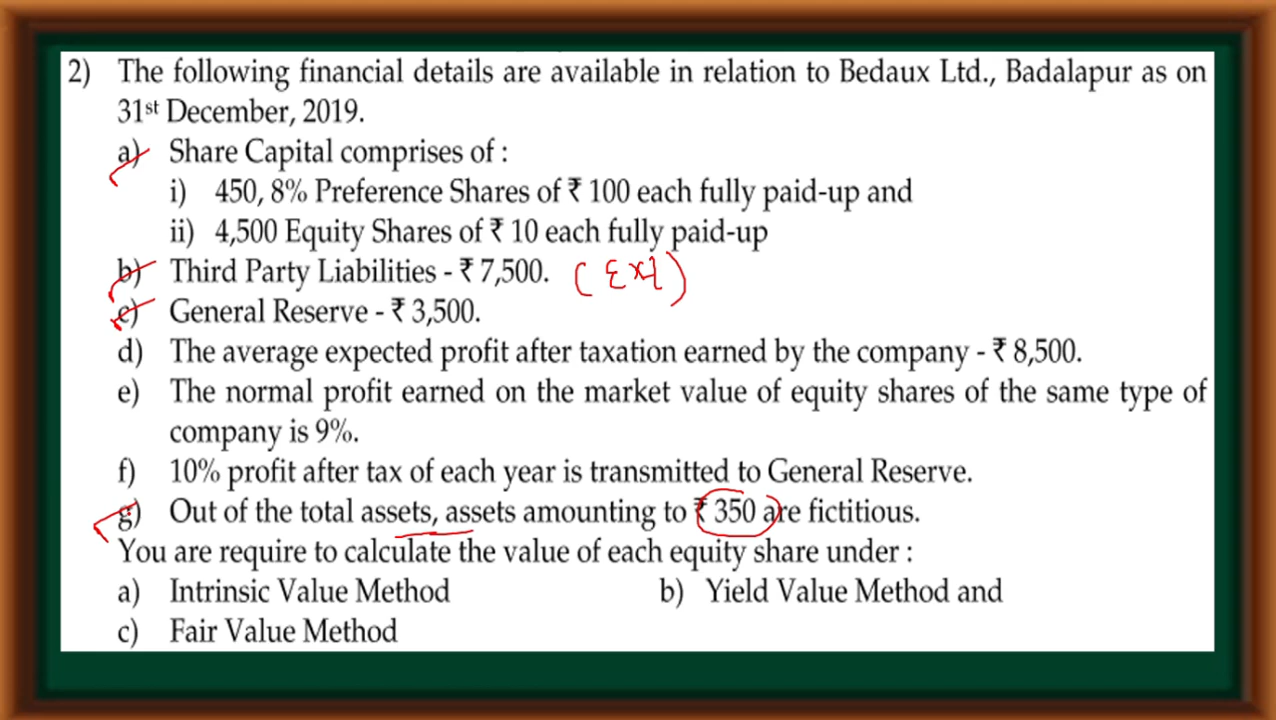 2) The following financial details are available in relation to Bedaux Ltd., Badalapur as on
31st December, 2019.
a) Share Capital comprises of :
i) 450, 8% Preference Shares of ₹ 100 each fully paid-up and
ii) 4,500 Equity Shares of ₹ 10 each fully paid-up
b) Third Party Liabilities - ₹ 7,500. (Ext)
c) General Reserve - ₹ 3,500.
d) The average expected profit after taxation earned by the company - ₹ 8,500.
e) The normal profit earned on the market value of equity shares of the same type of
company is 9%.
f) 10% profit after tax of each year is transmitted to General Reserve.
g) Out of the total assets, assets amounting to ₹ 350 are fictitious.
You are require to calculate the value of each equity share under :
a) Intrinsic Value Method b) Yield Value Method and
c) Fair Value Method